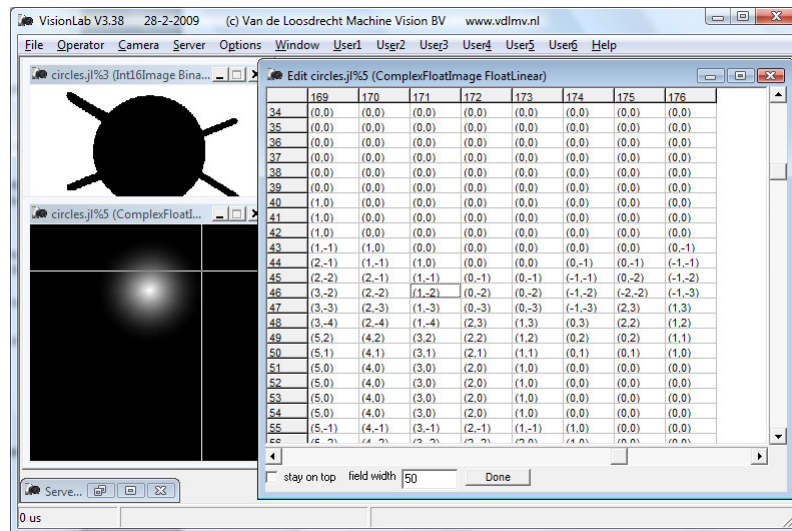 VisionLab V3.38 28-2-2009 (c) Van de Loosdrecht Machine Vision BV www.vdlmv.nl
File Operator Camera Server Options Window User1 User2 User3 User4 User5 User6 Help
circles.jl%3 (Int16Image Bina...
Edit circles.jl%5 (ComplexFloatImage FloatLinear)
169 170 171 172 173 174 175 176
34 (0,0) (0,0) (0,0) (0,0) (0,0) (0,0) (0,0) (0,0)
35 (0,0) (0,0) (0,0) (0,0) (0,0) (0,0) (0,0) (0,0)
36 (0,0) (0,0) (0,0) (0,0) (0,0) (0,0) (0,0) (0,0)
37 (0,0) (0,0) (0,0) (0,0) (0,0) (0,0) (0,0) (0,0)
38 (0,0) (0,0) (0,0) (0,0) (0,0) (0,0) (0,0) (0,0)
39 (0,0) (0,0) (0,0) (0,0) (0,0) (0,0) (0,0) (0,0)
40 (1,0) (0,0) (0,0) (0,0) (0,0) (0,0) (0,0) (0,0)
41 (1,0) (0,0) (0,0) (0,0) (0,0) (0,0) (0,0) (0,0)
42 (1,0) (0,0) (0,0) (0,0) (0,0) (0,0) (0,0) (0,0)
43 (1,-1) (1,0) (0,0) (0,0) (0,0) (0,0) (0,0) (0,-1)
44 (2,-1) (1,-1) (1,0) (0,0) (0,0) (0,-1) (0,-1) (-1,-1)
45 (2,-2) (2,-1) (1,-1) (0,-1) (0,-1) (-1,-1) (0,-2) (-1,-2)
46 (3,-2) (2,-2) (1,-2) (0,-2) (0,-2) (-1,-2) (-2,-2) (-1,-3)
47 (3,-3) (2,-3) (1,-3) (0,-3) (0,-3) (-1,-3) (2,3) (1,3)
48 (3,-4) (2,-4) (1,-4) (2,3) (1,3) (0,3) (2,2) (1,2)
49 (5,2) (4,2) (3,2) (2,2) (1,2) (0,2) (0,2) (1,1)
50 (5,1) (4,1) (3,1) (2,1) (1,1) (0,1) (0,1) (1,0)
51 (5,0) (4,0) (3,0) (2,0) (1,0) (0,0) (0,0) (0,0)
52 (5,0) (4,0) (3,0) (2,0) (1,0) (0,0) (0,0) (0,0)
53 (5,0) (4,0) (3,0) (2,0) (1,0) (0,0) (0,0) (0,0)
54 (5,0) (4,0) (3,0) (2,0) (1,0) (0,0) (0,0) (0,0)
55 (5,-1) (4,-1) (3,-1) (2,-1) (1,-1) (1,0) (0,0) (0,0)
circles.jl%5 (ComplexFloatI...
stay on top field width 50 Done
Serve...
0 us